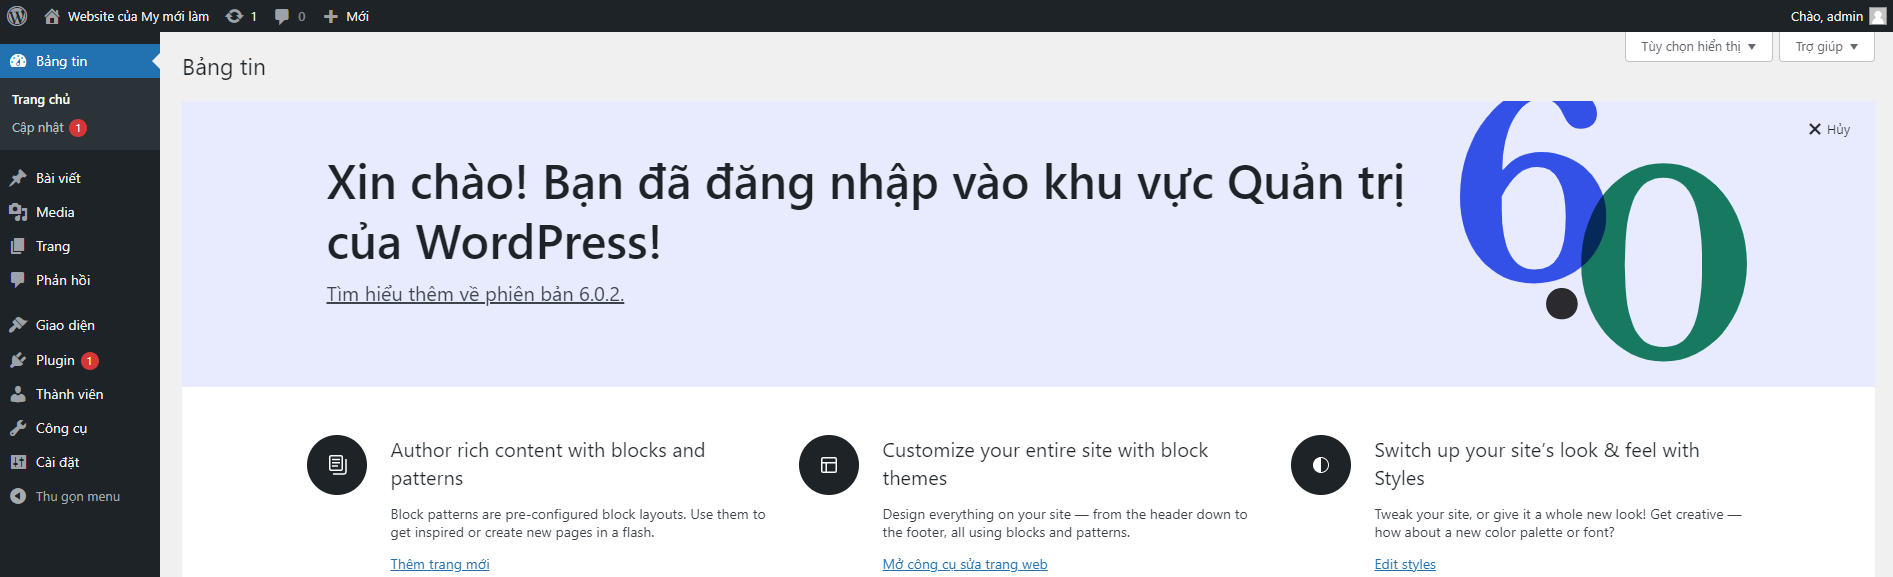 Website của My mới làm 1 0 Mới Chào, admin
Bảng tin
Trang chủ
Cập nhật 1
Bài viết
Media
Trang
Phản hồi
Giao diện
Plugin 1
Thành viên
Công cụ
Cài đặt
Thu gọn menu
Tùy chọn hiển thị Trợ giúp
Bảng tin
Hủy
Xin chào! Bạn đã đăng nhập vào khu vực Quản trị
của WordPress!
Tìm hiểu thêm về phiên bản 6.0.2.
6.0
Author rich content with blocks and
patterns
Block patterns are pre-configured block layouts. Use them to
get inspired or create new pages in a flash.
Thêm trang mới
Customize your entire site with block
themes
Design everything on your site — from the header down to
the footer, all using blocks and patterns.
Mở công cụ sửa trang web
Switch up your site’s look & feel with
Styles
Tweak your site, or give it a whole new look! Get creative —
how about a new color palette or font?
Edit styles